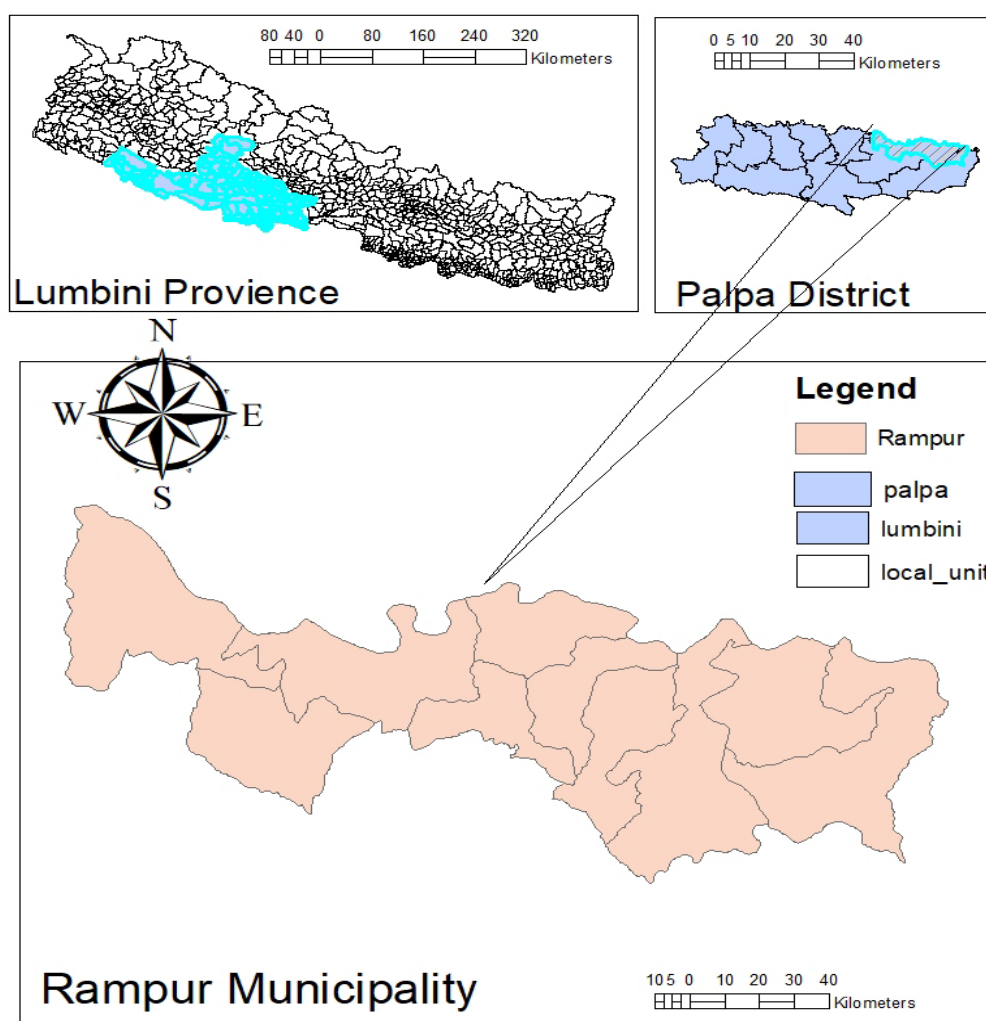 80 40 0 80 160 240 320
Kilometers
Lumbini Provience
0 5 10 20 30 40
Kilometers
Palpa District
N
W E
S
Legend
Rampur
palpa
lumbini
local_unit
Rampur Municipality
10 5 0 10 20 30 40
Kilometers